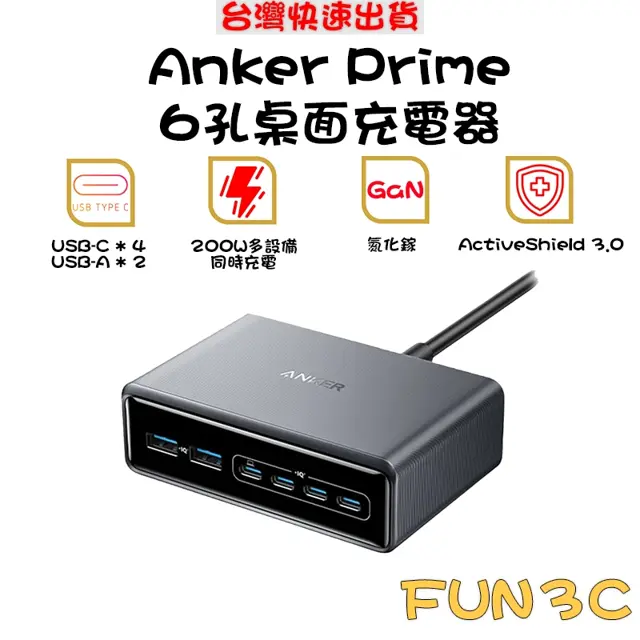 台灣快速出貨
Anker Prime
6孔桌面充電器
USB TYPE C
GaN
USB-C * 4
USB-A * 2
200W多設備
同時充電
氮化鎵
ActiveShield 3.0
ANKER
IQ
IQ
FUN3C